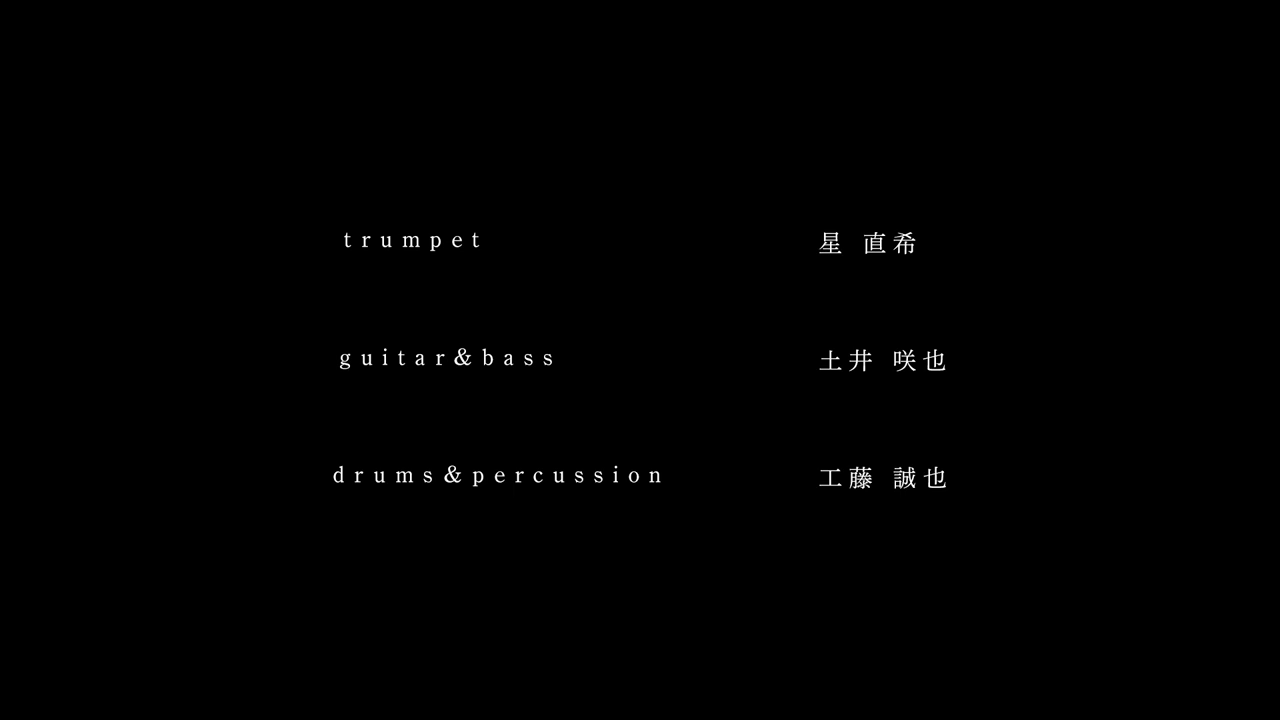 trumpet 星 直希
guitar&bass 土井 咲也
drums&percussion 工藤 誠也